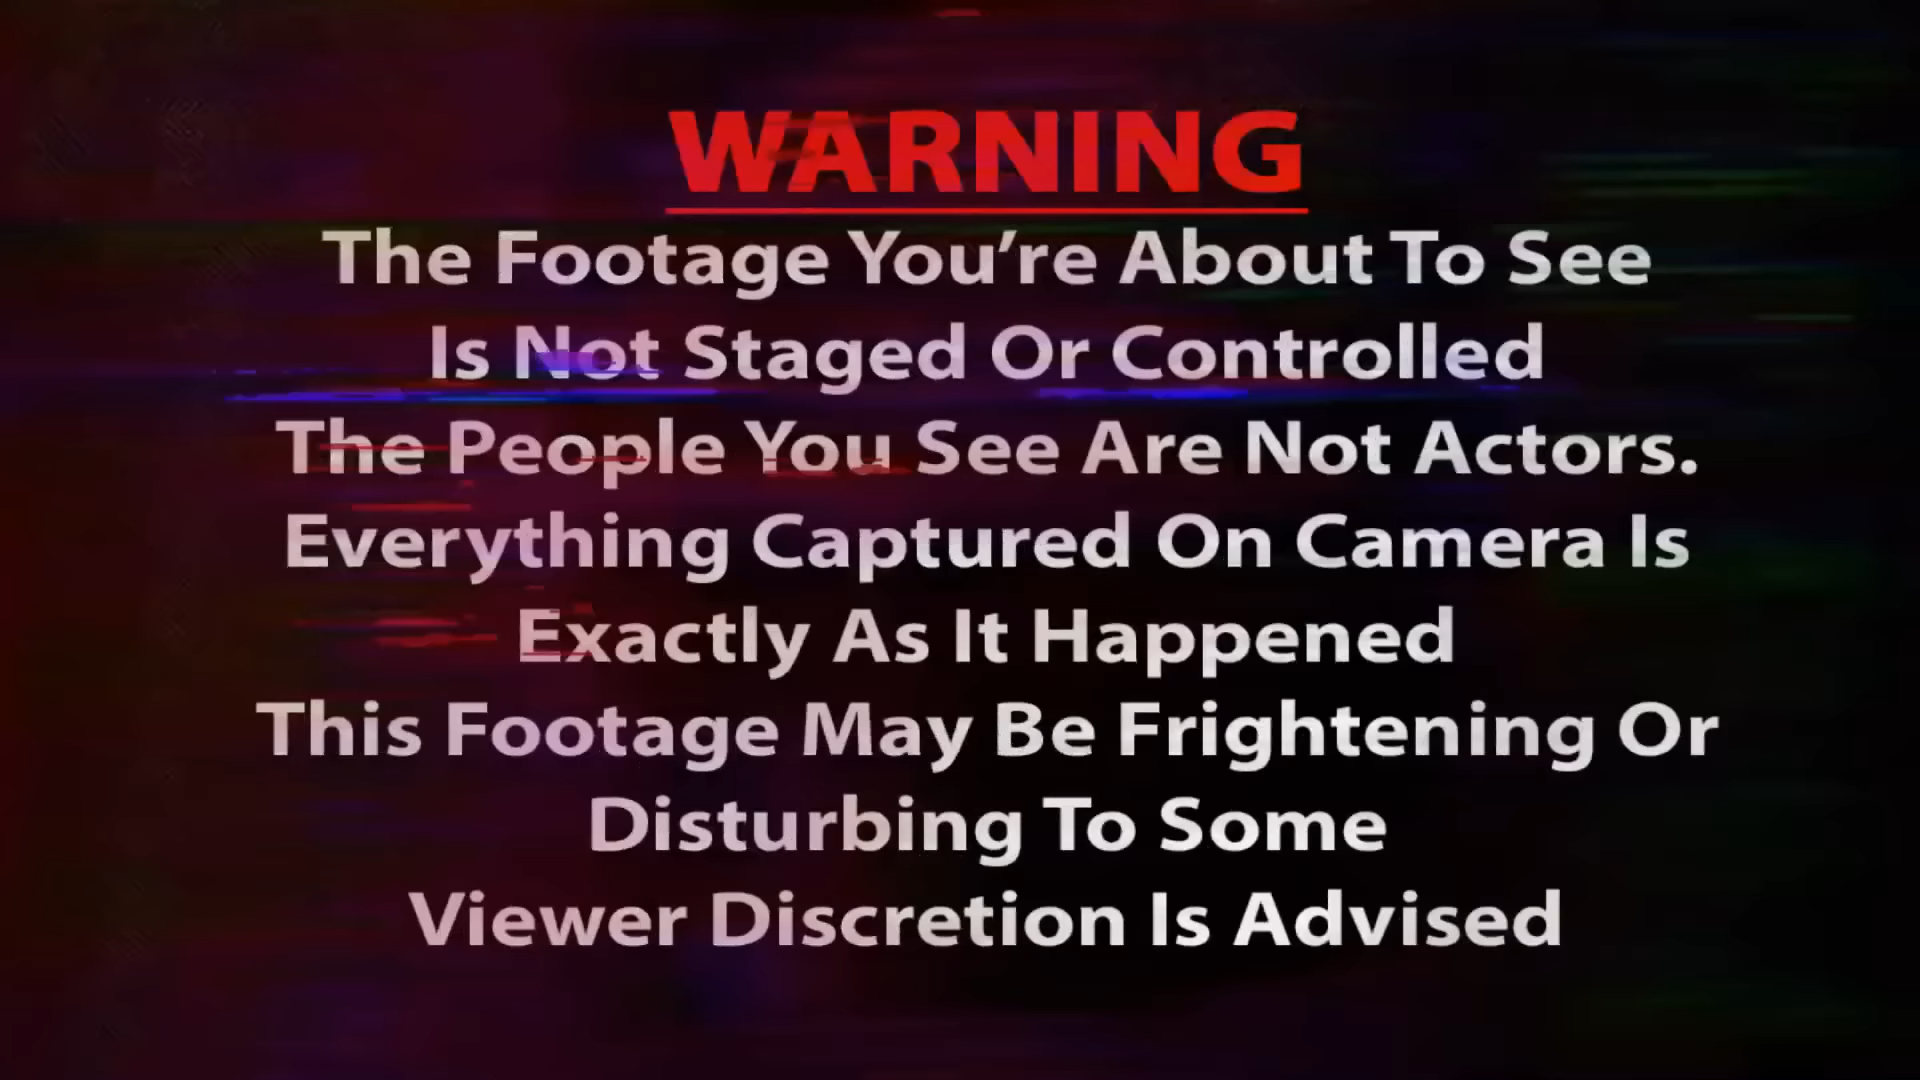 WARNING
The Footage You’re About To See
Is Not Staged Or Controlled
The People You See Are Not Actors.
Everything Captured On Camera Is
Exactly As It Happened
This Footage May Be Frightening Or
Disturbing To Some
Viewer Discretion Is Advised